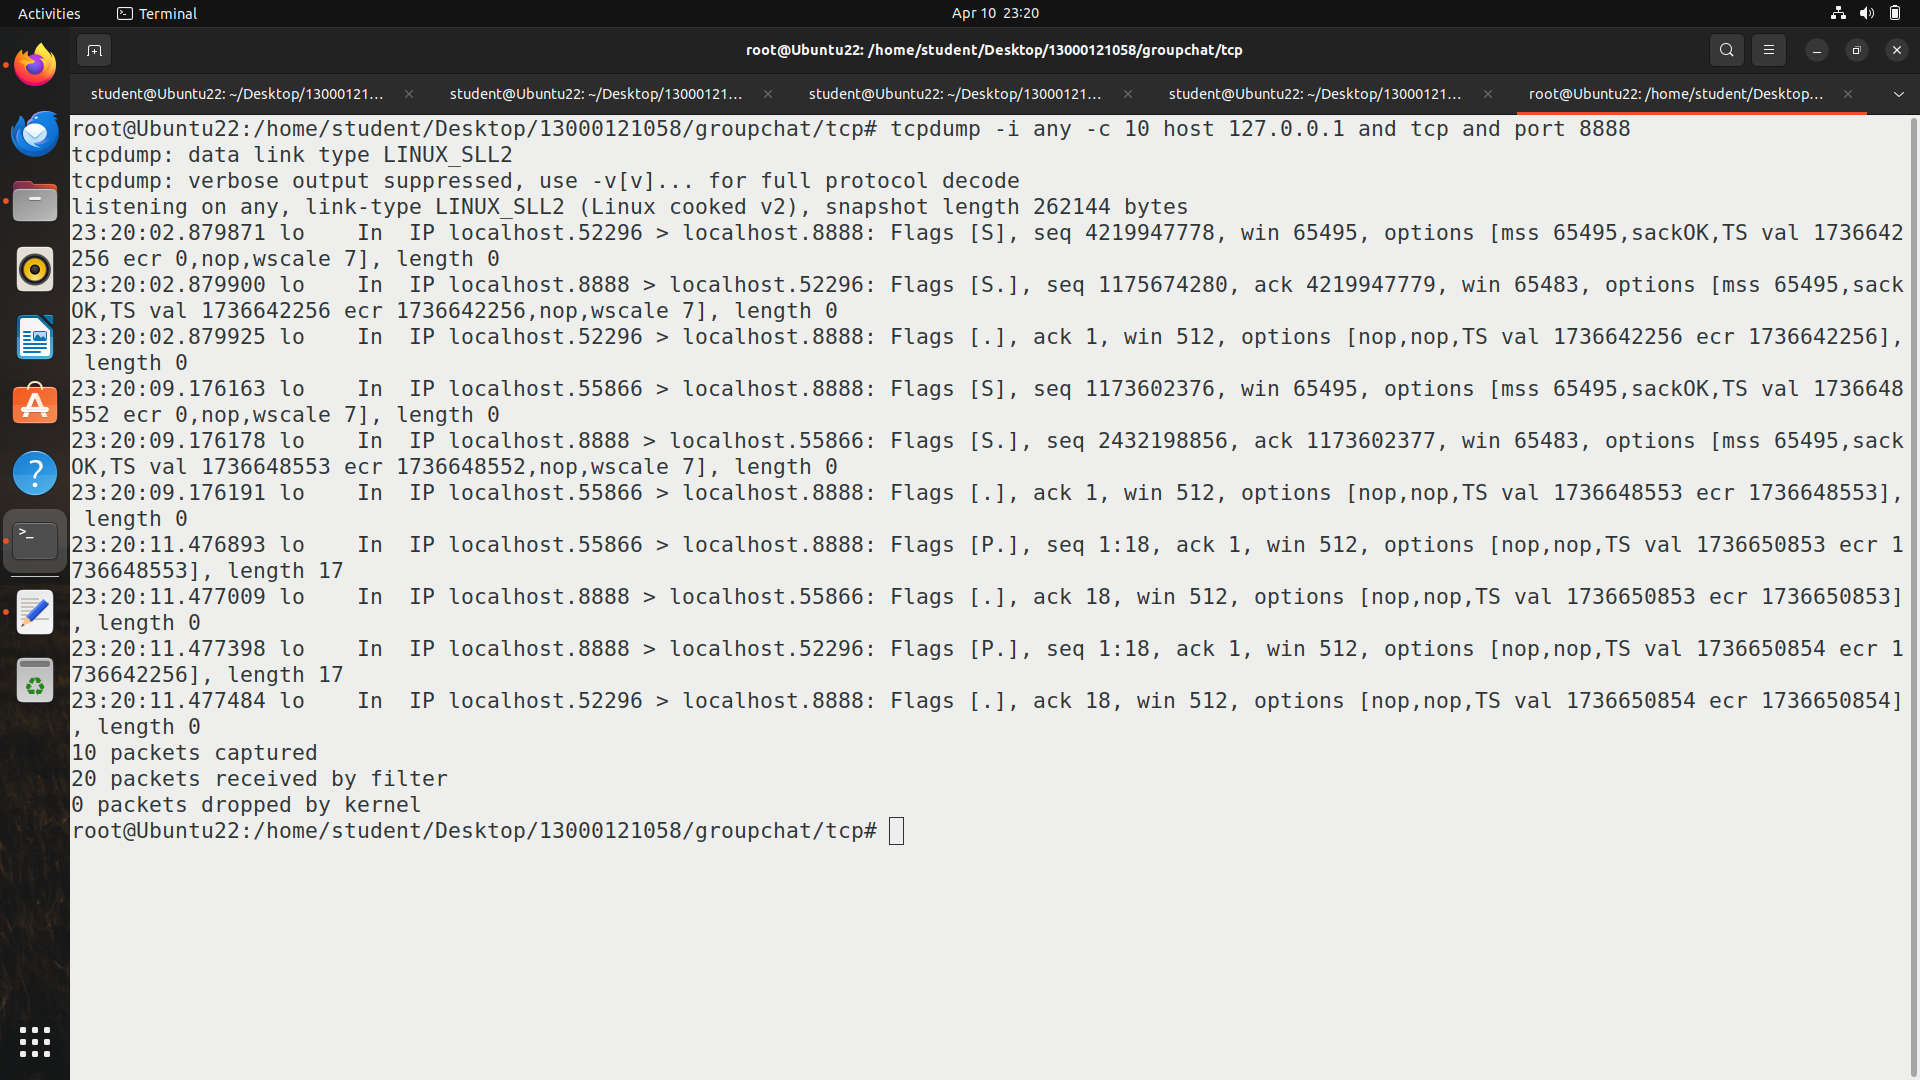 Activities
Terminal
Apr 10 23:20
root@Ubuntu22: /home/student/Desktop/13000121058/groupchat/tcp
student@Ubuntu22: ~/Desktop/13000121...
student@Ubuntu22: ~/Desktop/13000121...
student@Ubuntu22: ~/Desktop/13000121...
student@Ubuntu22: ~/Desktop/13000121...
root@Ubuntu22: /home/student/Desktop...
root@Ubuntu22:/home/student/Desktop/13000121058/groupchat/tcp# tcpdump -i any -c 10 host 127.0.0.1 and tcp and port 8888
tcpdump: data link type LINUX_SLL2
tcpdump: verbose output suppressed, use -v[v]... for full protocol decode
listening on any, link-type LINUX_SLL2 (Linux cooked v2), snapshot length 262144 bytes
23:20:02.879871 lo    In  IP localhost.52296 > localhost.8888: Flags [S], seq 4219947778, win 65495, options [mss 65495,sackOK,TS val 1736642
256 ecr 0,nop,wscale 7], length 0
23:20:02.879900 lo    In  IP localhost.8888 > localhost.52296: Flags [S.], seq 1175674280, ack 4219947779, win 65483, options [mss 65495,sack
OK,TS val 1736642256 ecr 1736642256,nop,wscale 7], length 0
23:20:02.879925 lo    In  IP localhost.52296 > localhost.8888: Flags [.], ack 1, win 512, options [nop,nop,TS val 1736642256 ecr 1736642256],
 length 0
23:20:09.176163 lo    In  IP localhost.55866 > localhost.8888: Flags [S], seq 1173602376, win 65495, options [mss 65495,sackOK,TS val 1736648
552 ecr 0,nop,wscale 7], length 0
23:20:09.176178 lo    In  IP localhost.8888 > localhost.55866: Flags [S.], seq 2432198856, ack 1173602377, win 65483, options [mss 65495,sack
OK,TS val 1736648553 ecr 1736648552,nop,wscale 7], length 0
23:20:09.176191 lo    In  IP localhost.55866 > localhost.8888: Flags [.], ack 1, win 512, options [nop,nop,TS val 1736648553 ecr 1736648553],
 length 0
23:20:11.476893 lo    In  IP localhost.55866 > localhost.8888: Flags [P.], seq 1:18, ack 1, win 512, options [nop,nop,TS val 1736650853 ecr 1
736648553], length 17
23:20:11.477009 lo    In  IP localhost.8888 > localhost.55866: Flags [.], ack 18, win 512, options [nop,nop,TS val 1736650853 ecr 1736650853]
, length 0
23:20:11.477398 lo    In  IP localhost.8888 > localhost.52296: Flags [P.], seq 1:18, ack 1, win 512, options [nop,nop,TS val 1736650854 ecr 1
736642256], length 17
23:20:11.477484 lo    In  IP localhost.52296 > localhost.8888: Flags [.], ack 18, win 512, options [nop,nop,TS val 1736650854 ecr 1736650854]
, length 0
10 packets captured
20 packets received by filter
0 packets dropped by kernel
root@Ubuntu22:/home/student/Desktop/13000121058/groupchat/tcp#